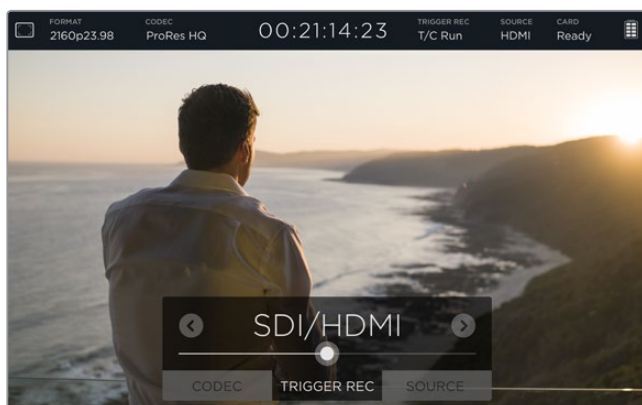 FORMAT
2160p23.98
CODEC
ProRes HQ
00:21:14:23
TRIGGER REC
T/C Run
SOURCE
HDMI
CARD
Ready
SDI/HDMI
CODEC
TRIGGER REC
SOURCE